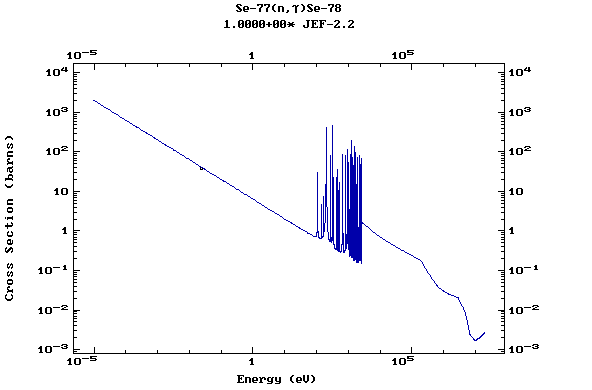 Se-77(n,γ)Se-78
1.0000+00* JEF-2.2
10⁻⁵ 1 10⁵
10⁴ 10⁴
10³ 10³
10² 10²
10 10
1 1
10⁻¹ 10⁻¹
10⁻² 10⁻²
10⁻³ 10⁻³
10⁻⁵ 1 10⁵
Cross Section (barns)
Energy (eV)